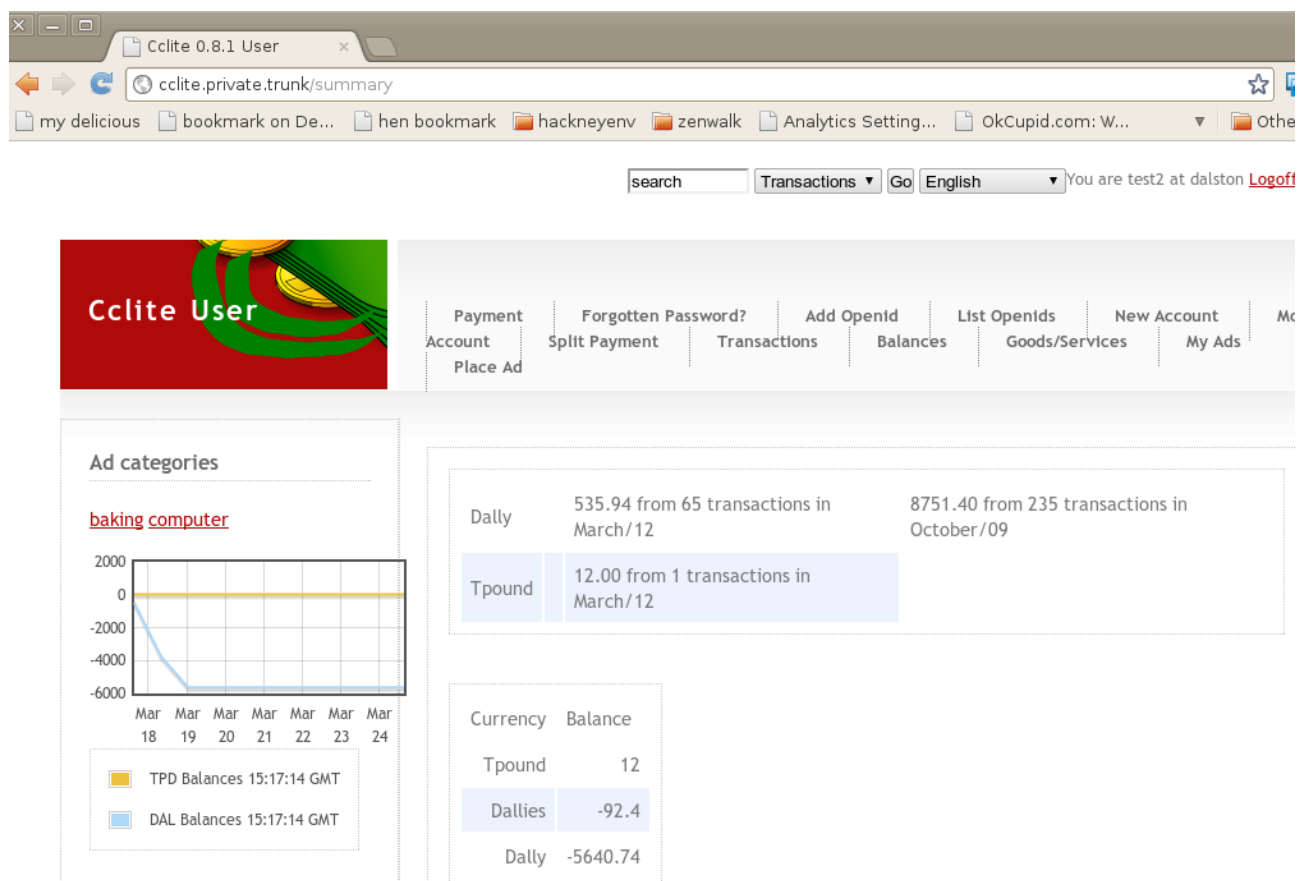 Cclite 0.8.1 User
cclite.private.trunk/summary
my delicious bookmark on De... hen bookmark hackneyenv zenwalk Analytics Setting... OkCupid.com: W... Othe
search Transactions Go English You are test2 at dalston Logoff
Cclite User
Payment Forgotten Password? Add Openid List Openids New Account Mo
Account Split Payment Transactions Balances Goods/Services My Ads
Place Ad
Ad categories
baking computer
2000
0
-2000
-4000
-6000
Mar Mar Mar Mar Mar Mar Mar
18 19 20 21 22 23 24
TPD Balances 15:17:14 GMT
DAL Balances 15:17:14 GMT
Dally 535.94 from 65 transactions in March/12 8751.40 from 235 transactions in October/09
Tpound 12.00 from 1 transactions in March/12
Currency Balance
Tpound 12
Dallies -92.4
Dally -5640.74